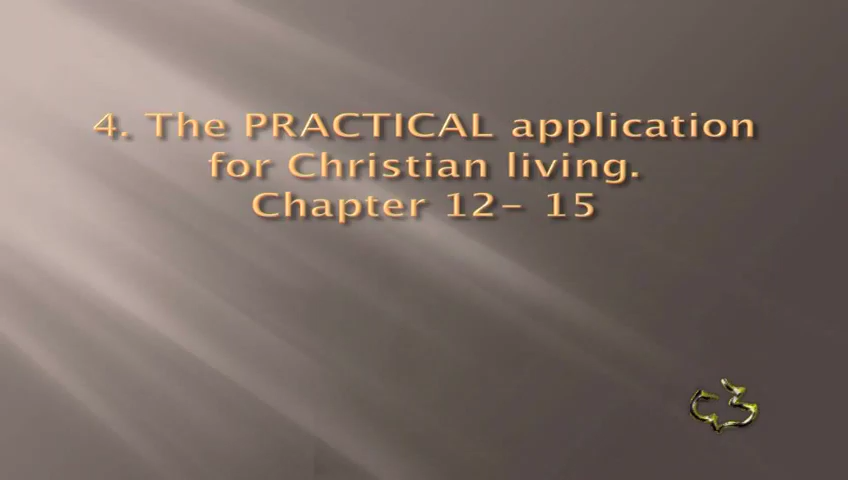 4. The PRACTICAL application
for Christian living.
Chapter 12- 15